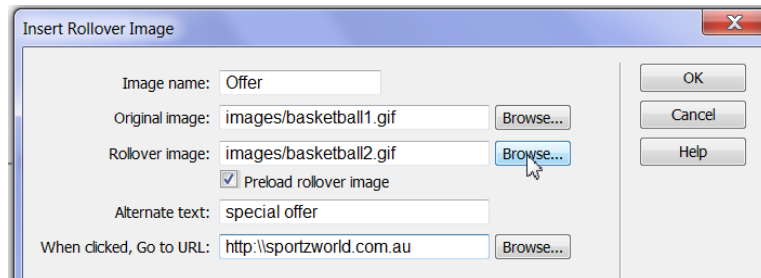 Insert Rollover Image X
Image name: Offer OK
Original image: images/basketball1.gif Browse... Cancel
Rollover image: images/basketball2.gif Browse... Help
Preload rollover image
Alternate text: special offer
When clicked, Go to URL: http:\\sportzworld.com.au Browse...